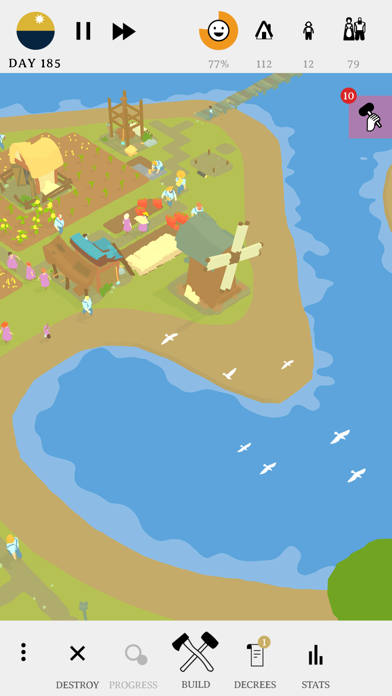 DAY 185
77%
112
12
79
10
1
DESTROY
PROGRESS
BUILD
DECREES
STATS